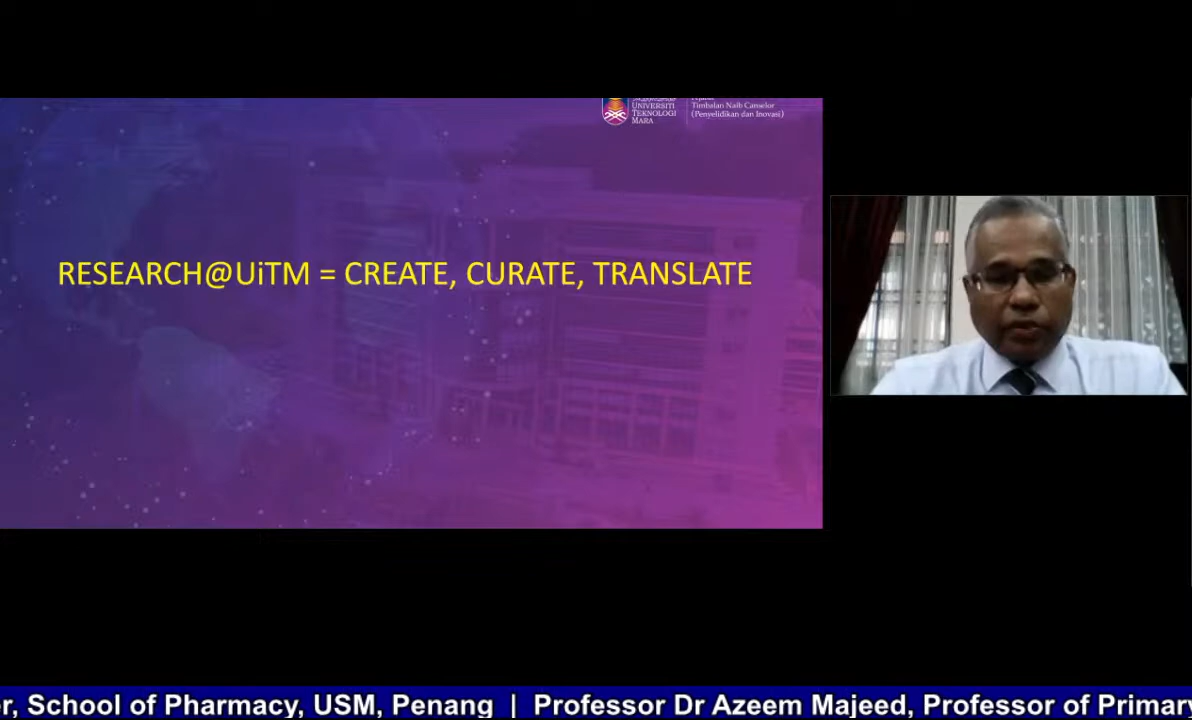 UNIVERSITI
TEKNOLOGI
MARA
Timbalan Naib Canselor
(Penyelidikan dan Inovasi)
RESEARCH@UiTM = CREATE, CURATE, TRANSLATE
r, School of Pharmacy, USM, Penang | Professor Dr Azeem Majeed, Professor of Primary